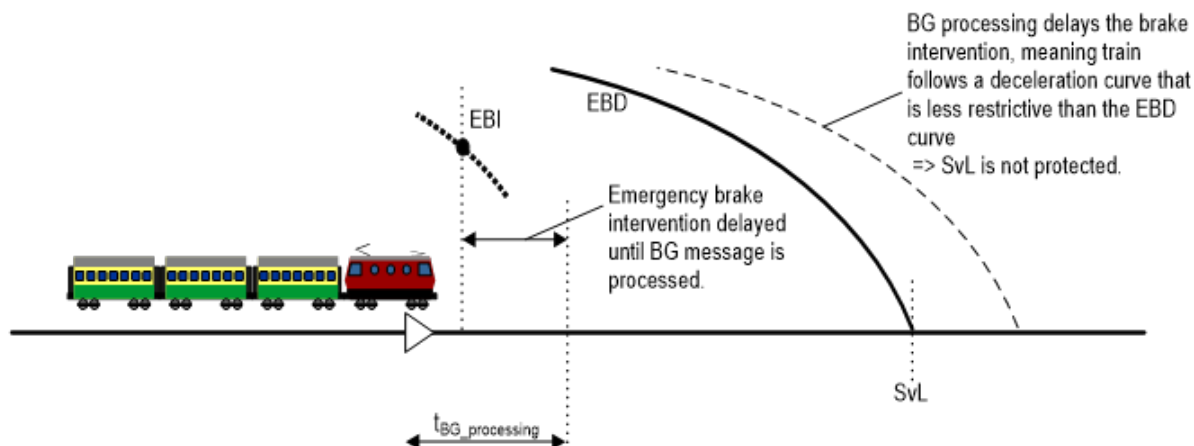 BG processing delays the brake
intervention, meaning train
follows a deceleration curve that
is less restrictive than the EBD
curve
=> SvL is not protected.
EBI
EBD
Emergency brake
intervention delayed
until BG message is
processed.
SvL
tBG_processing